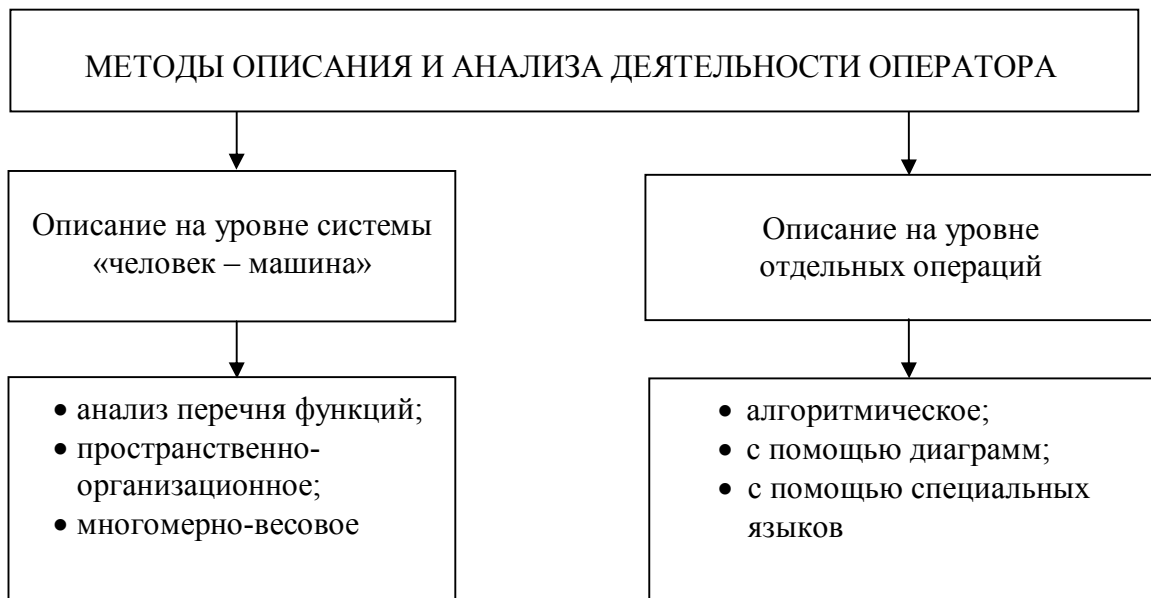 МЕТОДЫ ОПИСАНИЯ И АНАЛИЗА ДЕЯТЕЛЬНОСТИ ОПЕРАТОРА
Описание на уровне системы
«человек – машина»
Описание на уровне
отдельных операций
• анализ перечня функций;
• пространственно-
организационное;
• многомерно-весовое
• алгоритмическое;
• с помощью диаграмм;
• с помощью специальных
языков